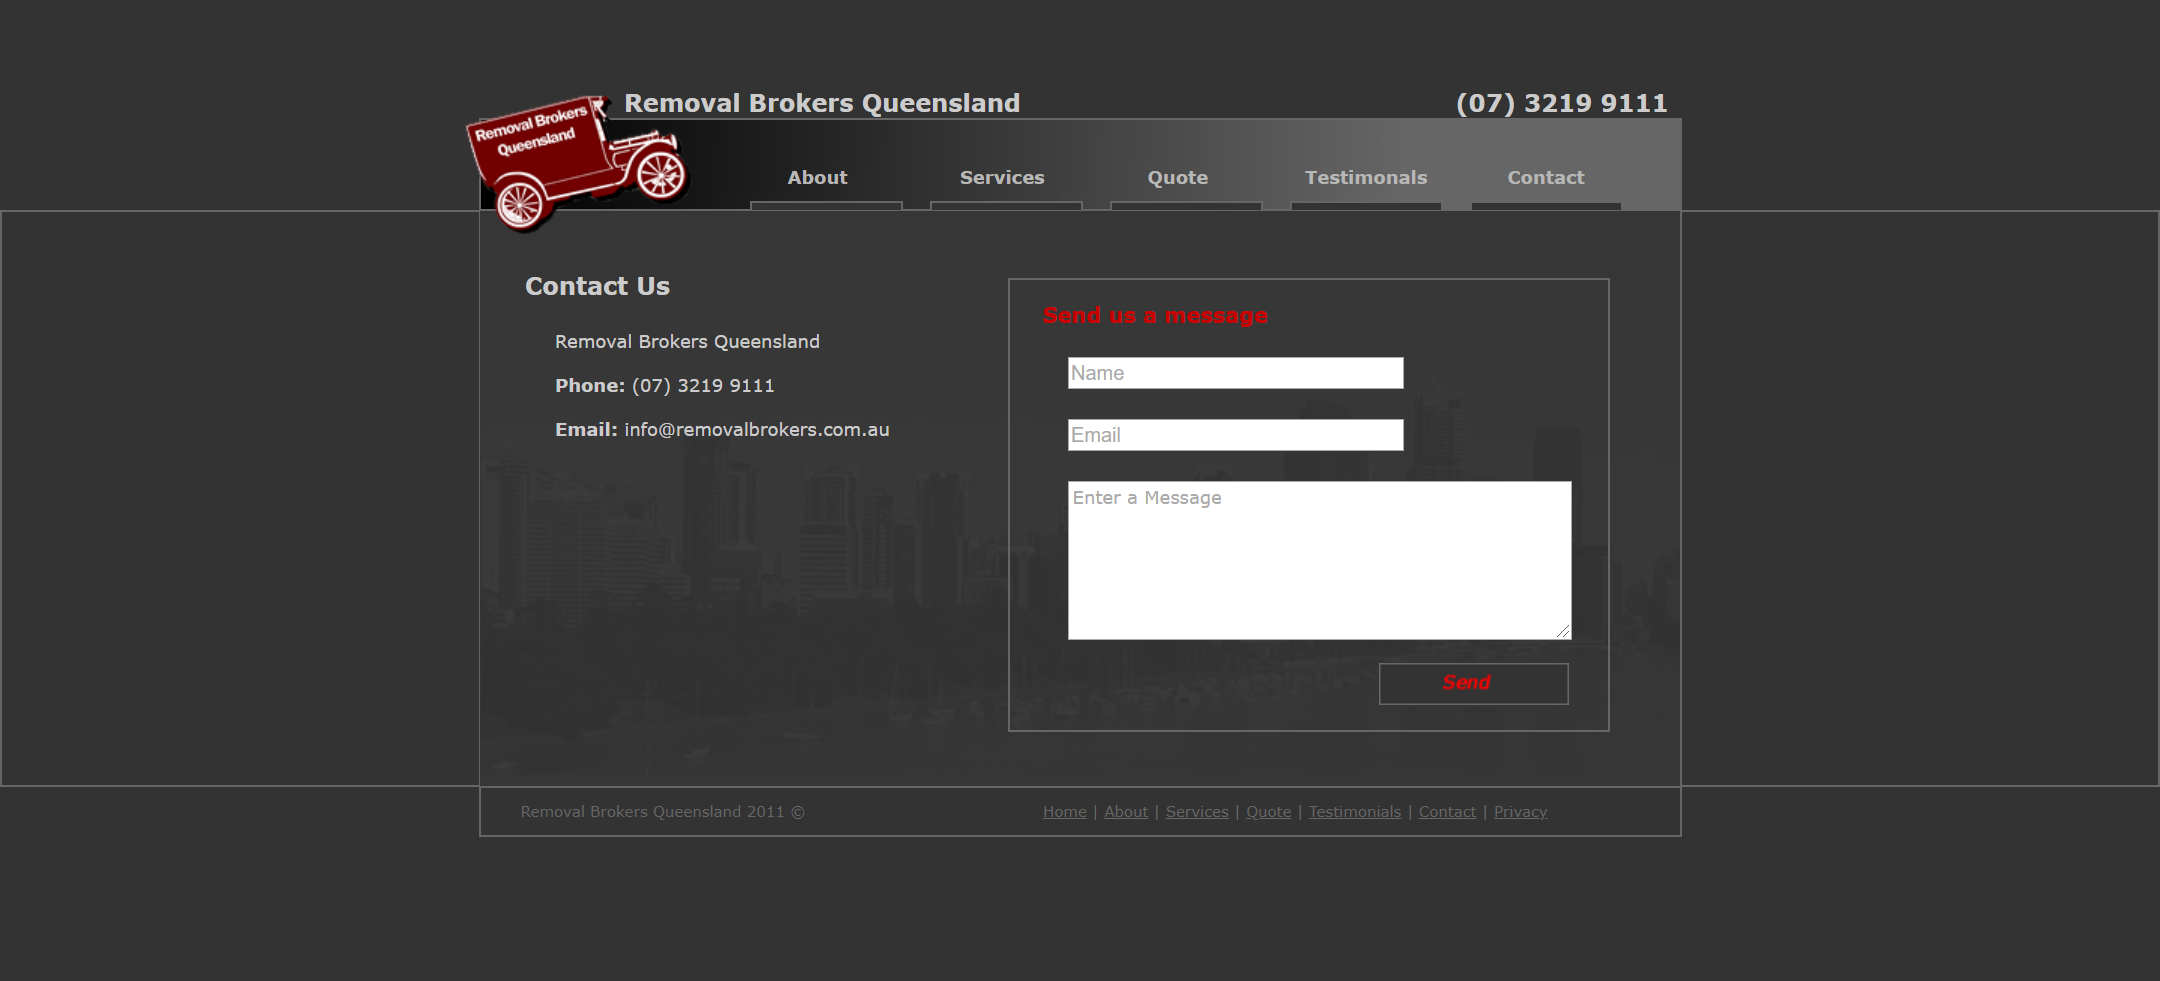 Removal Brokers Queensland
(07) 3219 9111
Removal Brokers
Queensland
About
Services
Quote
Testimonals
Contact
Contact Us
Removal Brokers Queensland
Phone: (07) 3219 9111
Email: info@removalbrokers.com.au
Send us a message
Name
Email
Enter a Message
Send
Removal Brokers Queensland 2011 ©
Home | About | Services | Quote | Testimonials | Contact | Privacy